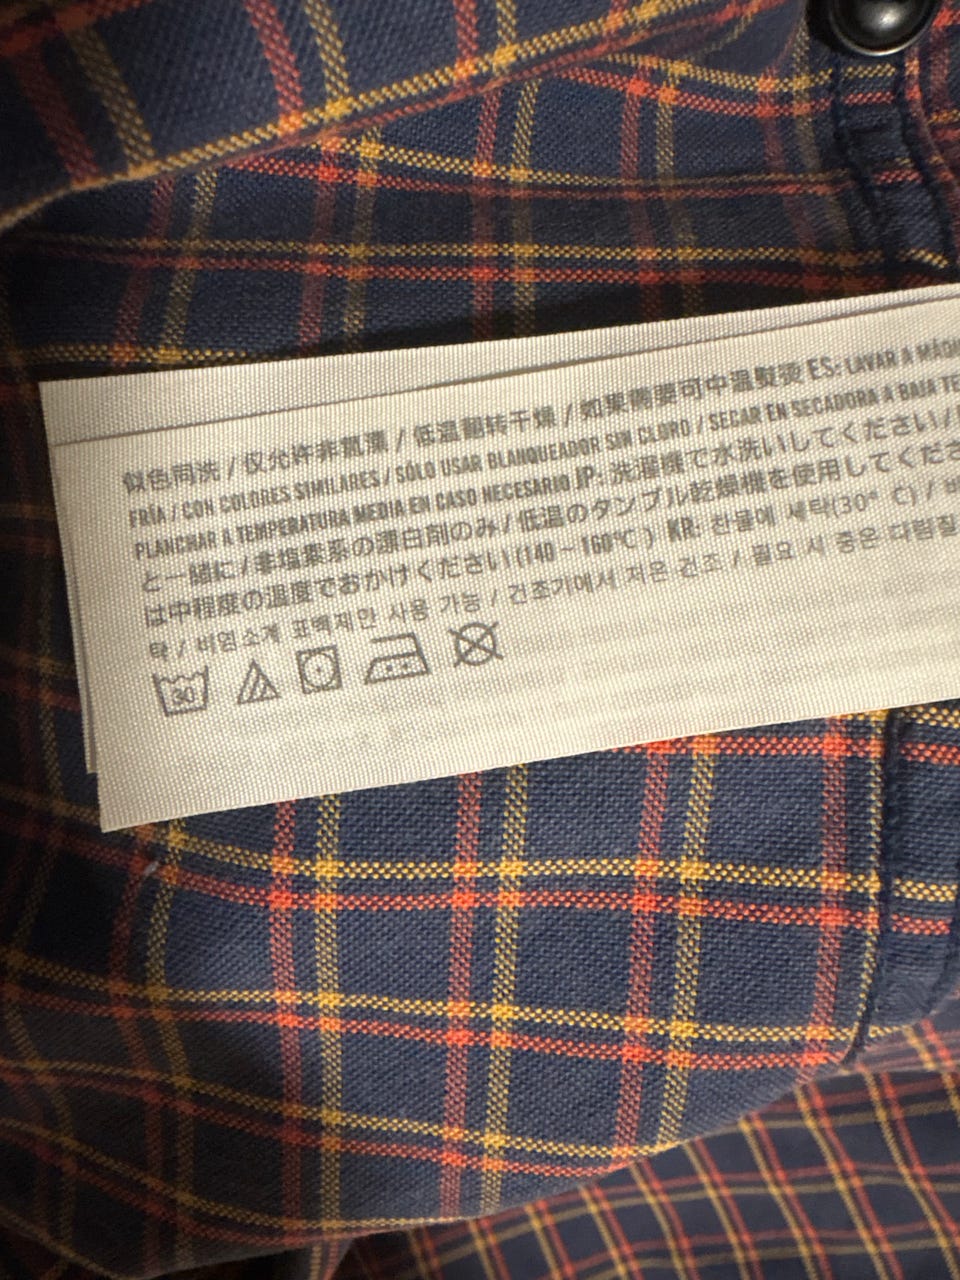 似色同洗 / 仅允许非氯漂 / 低温翻转干燥 / 如果需要可中温熨烫 ES: LAVAR A
FRÍA / CON COLORES SIMILARES / SÓLO USAR BLANQUEADOR SIN CLORO / SECAR EN SECADORA A BAJA
PLANCHAR A TEMPERATURA MEDIA EN CASO NECESARIO JP: 洗濯機で水洗いしてください /
と一緒に / 非塩素系の漂白剤のみ / 低温のタンブル乾燥機を使用してくださ
は中程度の温度でおかけください (140 ~ 160°C ) KR: 찬물에 세탁(30° C) /
탁 / 비염소계 표백제만 사용 가능 / 건조기에서 저온 건조 / 필요 시 중온 다림질
30